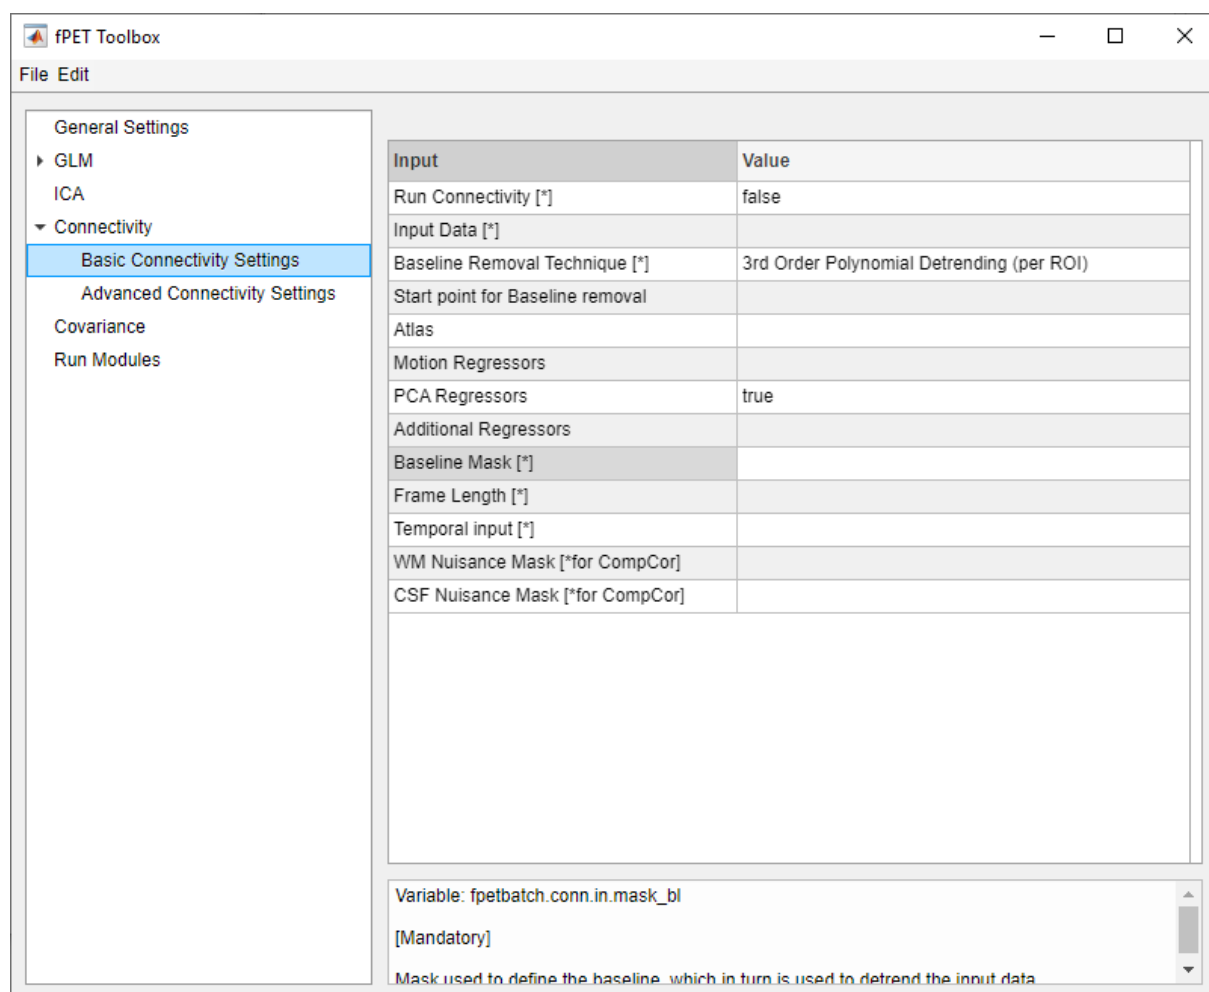 fPET Toolbox
File Edit
General Settings
GLM
ICA
Connectivity
Basic Connectivity Settings
Advanced Connectivity Settings
Covariance
Run Modules
Input Value
Run Connectivity [*] false
Input Data [*]
Baseline Removal Technique [*] 3rd Order Polynomial Detrending (per ROI)
Start point for Baseline removal
Atlas
Motion Regressors
PCA Regressors true
Additional Regressors
Baseline Mask [*]
Frame Length [*]
Temporal input [*]
WM Nuisance Mask [*for CompCor]
CSF Nuisance Mask [*for CompCor]
Variable: fpetbatch.conn.in.mask_bl
[Mandatory]
Mask used to define the baseline, which in turn is used to detrend the input data